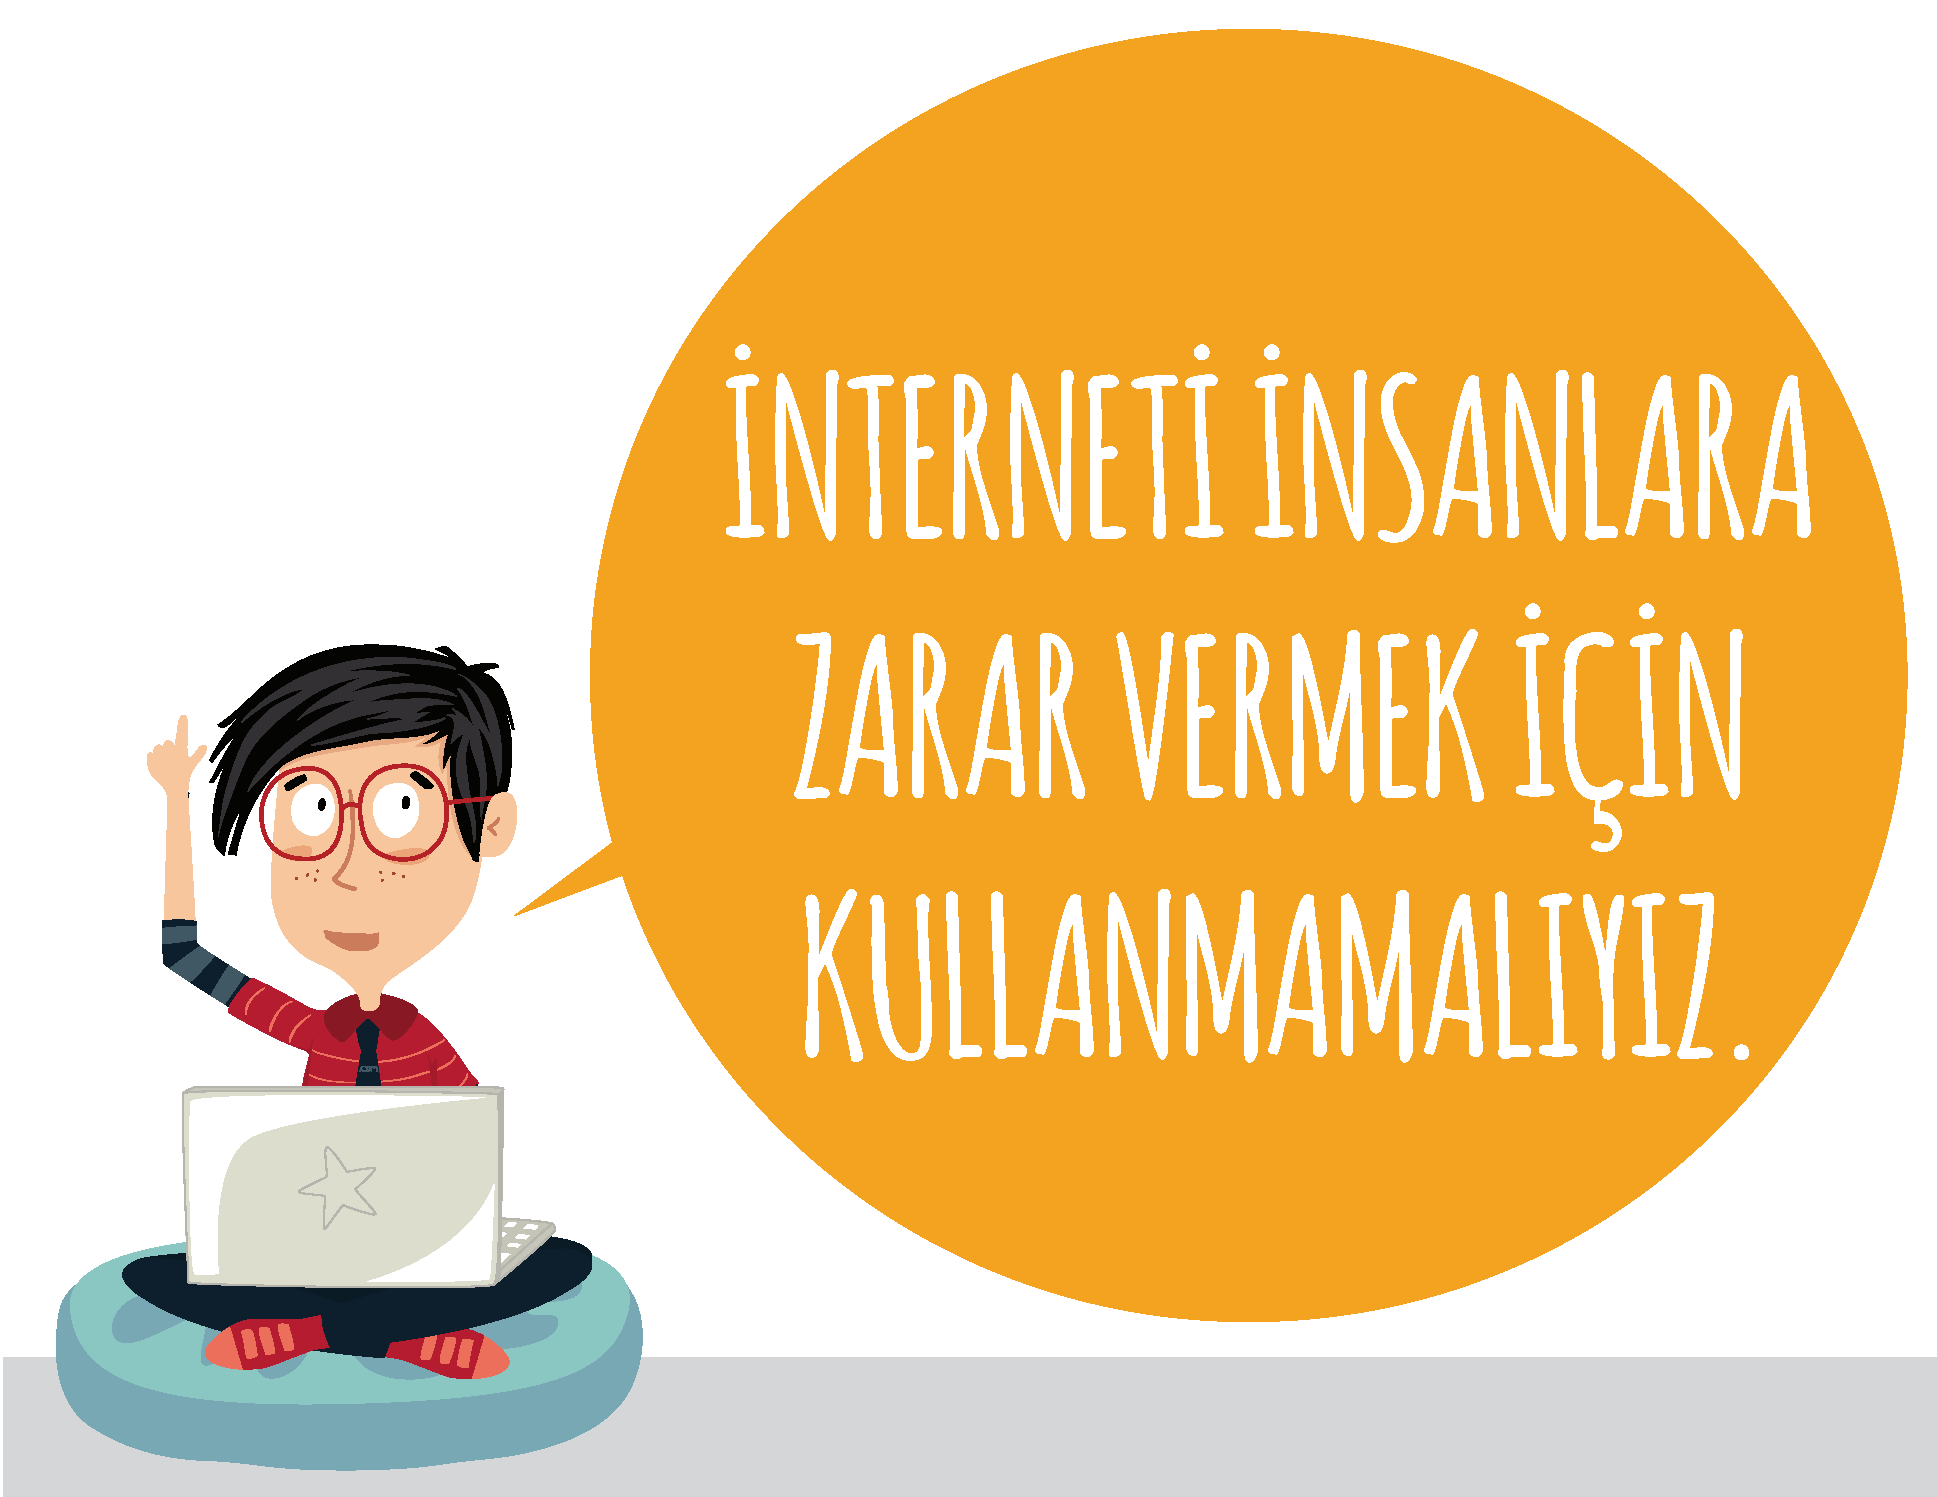 İNTERNETİ İNSANLARA
ZARAR VERMEK İÇİN
KULLANMAMALIYIZ.